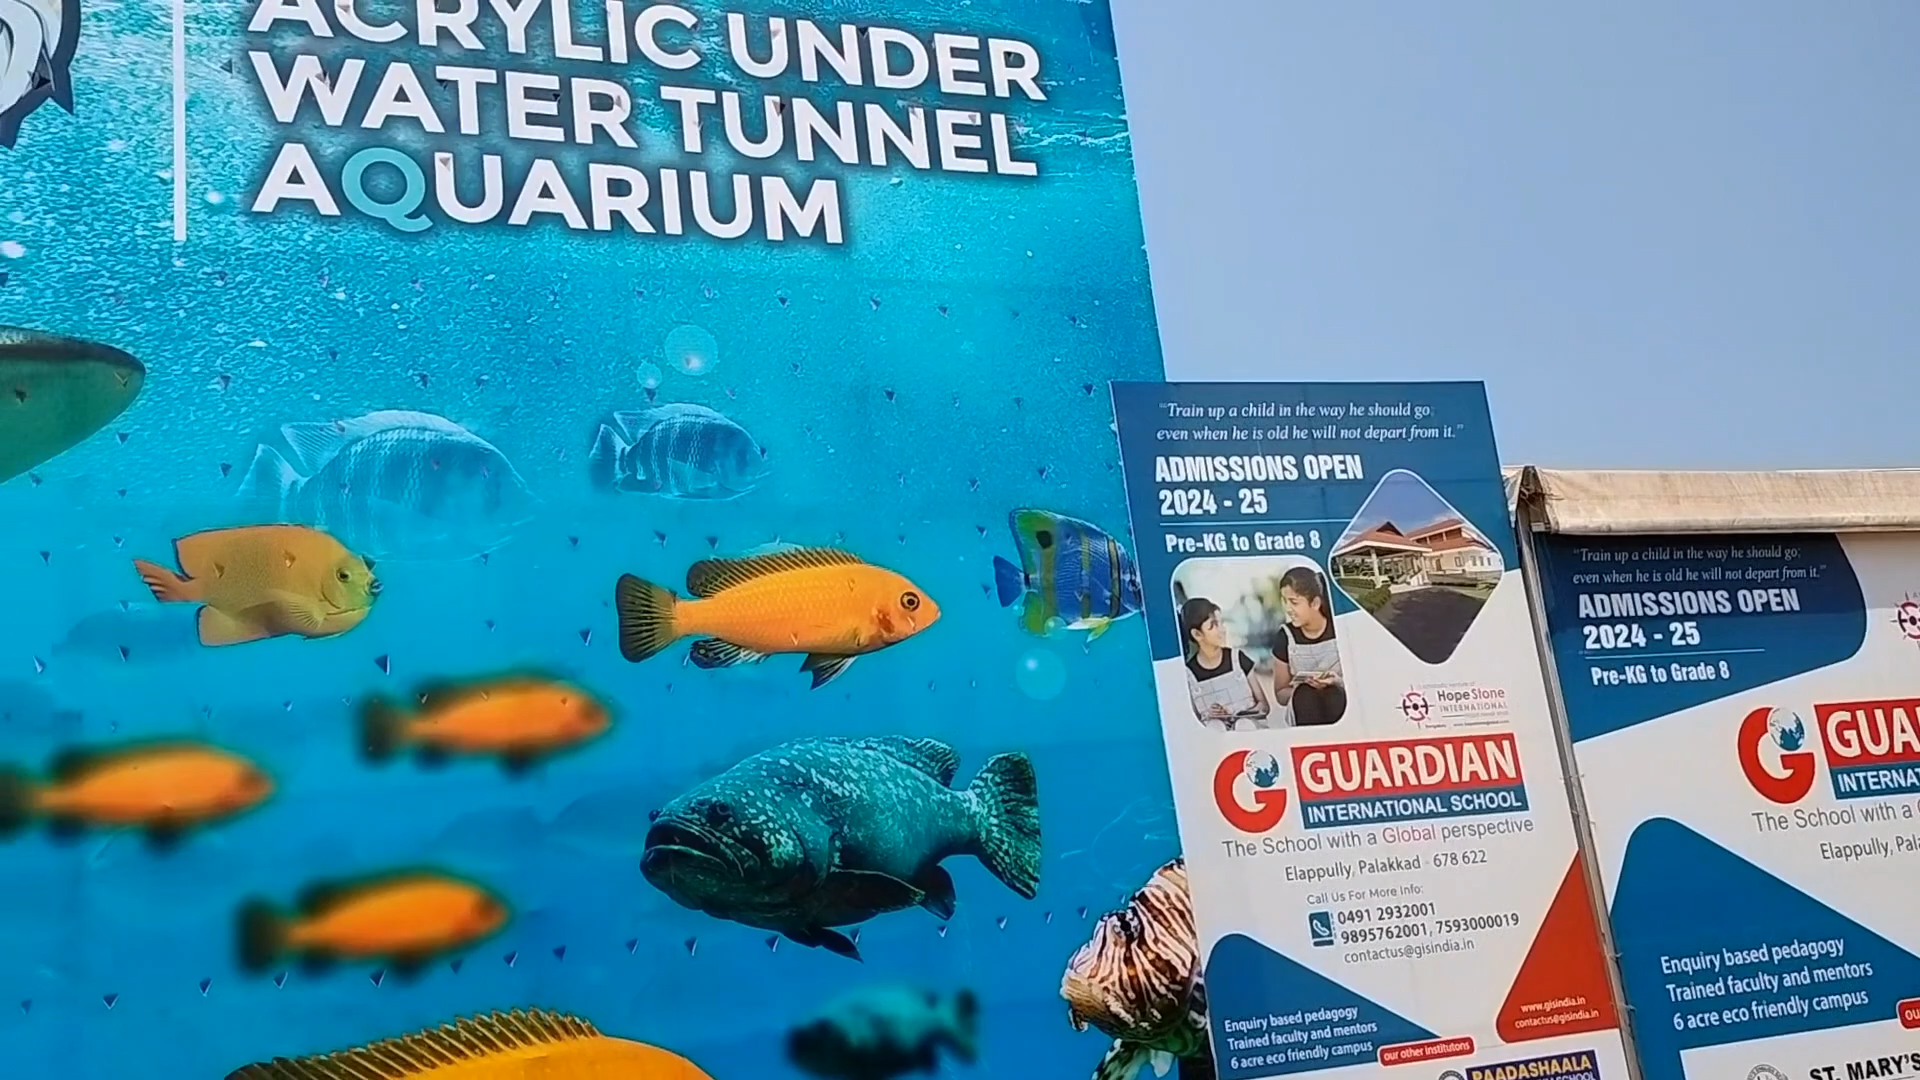 ACRYLIC UNDER
WATER TUNNEL
AQUARIUM
"Train up a child in the way he should go;
even when he is old he will not depart from it."
ADMISSIONS OPEN
2024 - 25
Pre-KG to Grade 8
HopeStone
INTERNATIONAL
GUARDIAN
INTERNATIONAL SCHOOL
The School with a Global perspective
Elappully, Palakkad - 678 622
Call Us For More Info:
0491 2932001
9895762001, 7593000019
contactus@gisindia.in
www.gisindia.in
contactus@gisindia.in
Enquiry based pedagogy
Trained faculty and mentors
6 acre eco friendly campus
our other institutons
PAADASHAALA
"Train up a child in the way he should go;
even when he is old he will not depart from it."
ADMISSIONS OPEN
2024 - 25
Pre-KG to Grade 8
GUA
INTERNA
The School with a
Elappully, Pal
Enquiry based pedagogy
Trained faculty and mentors
6 acre eco friendly campus
ou
ST. MARY'S